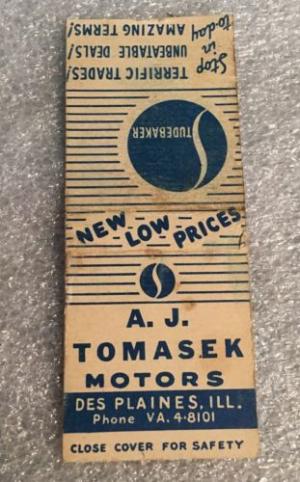 Stop
in
to-day
TERRIFIC TRADES!
UNBEATABLE DEALS!
AMAZING TERMS!
STUDEBAKER
NEW LOW PRICES
A. J.
TOMASEK
MOTORS
DES PLAINES, ILL.
Phone VA. 4-8101
CLOSE COVER FOR SAFETY